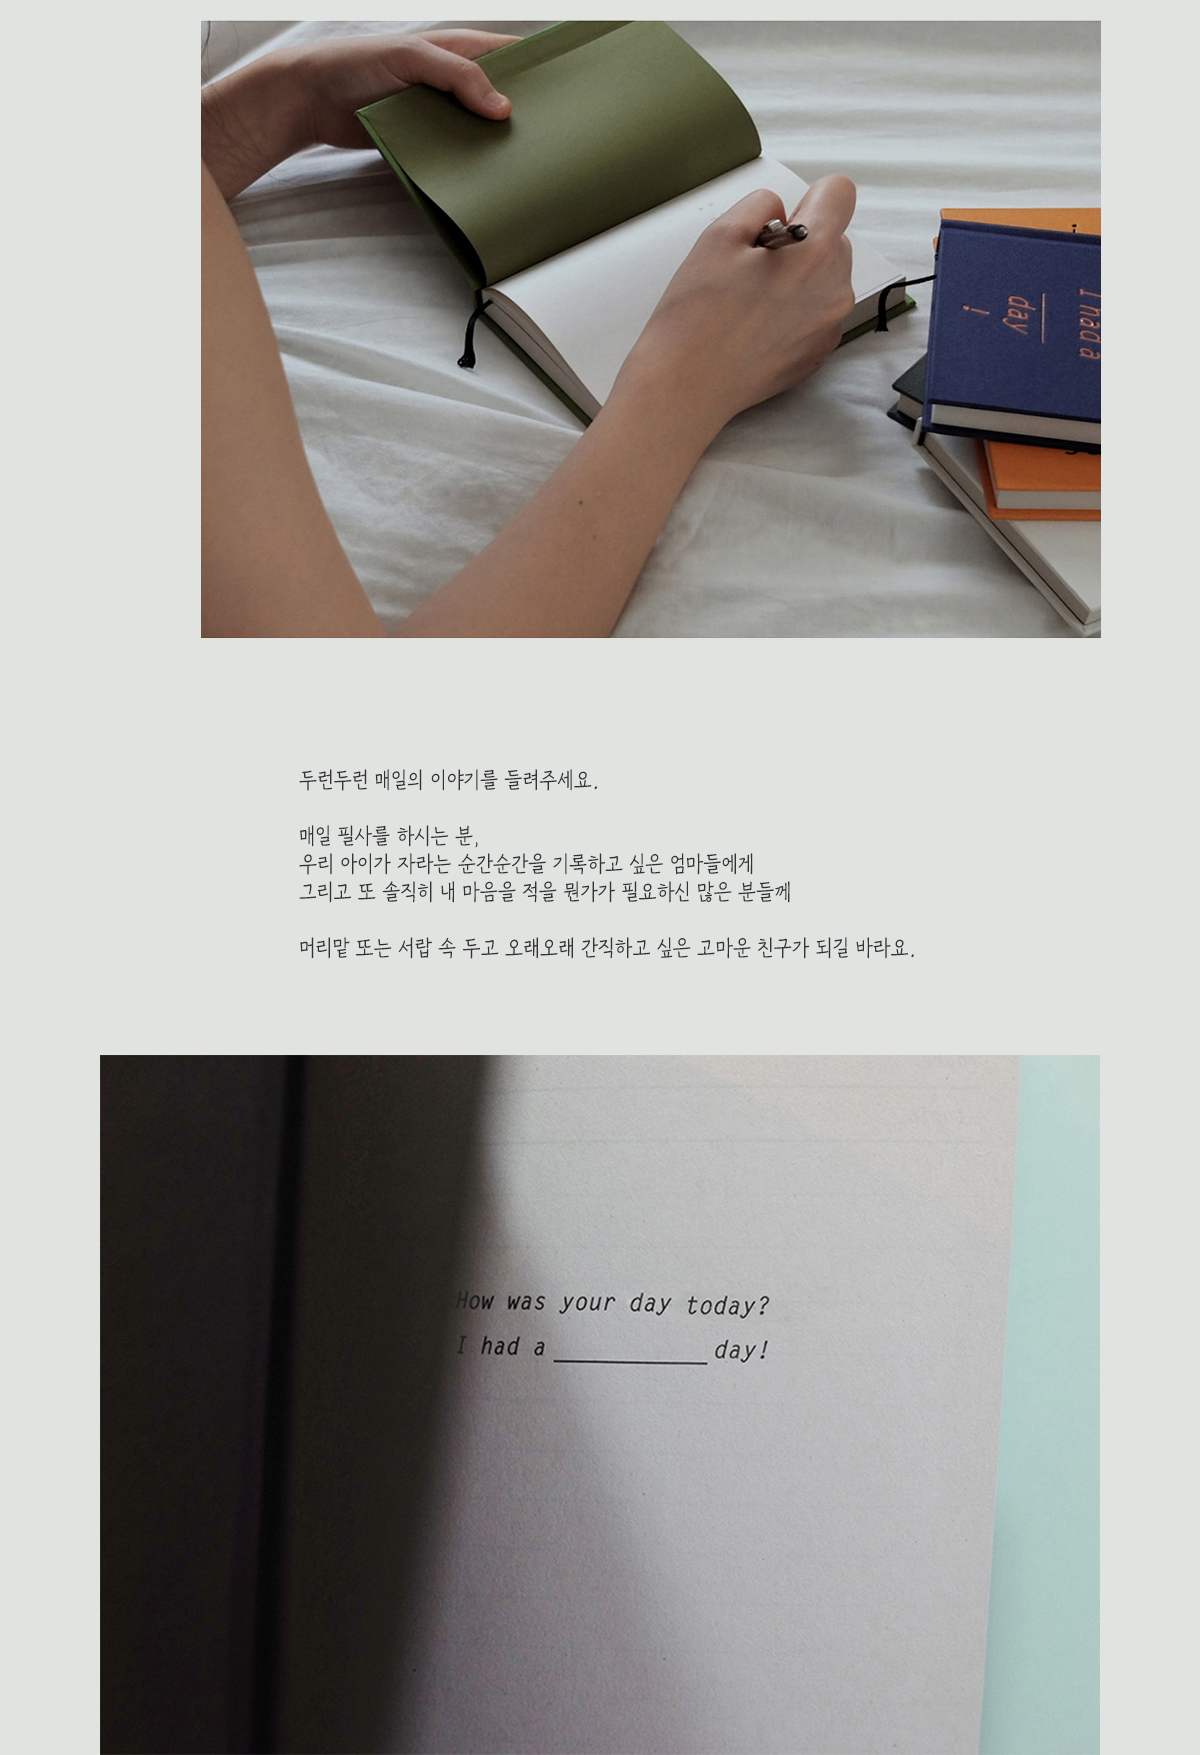 I had a
day
!
두런두런 매일의 이야기를 들려주세요.
매일 필사를 하시는 분,
우리 아이가 자라는 순간순간을 기록하고 싶은 엄마들에게
그리고 또 솔직히 내 마음을 적을 뭔가가 필요하신 많은 분들께
머리맡 또는 서랍 속 두고 오래오래 간직하고 싶은 고마운 친구가 되길 바라요.
How was your day today?
I had a ____________ day!